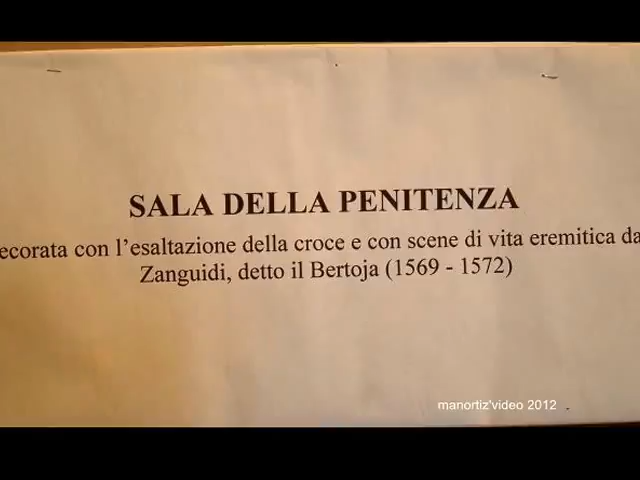 SALA DELLA PENITENZA
ecorata con l'esaltazione della croce e con scene di vita eremitica da
Zanguidi, detto il Bertoja (1569 - 1572)
manortiz'video 2012